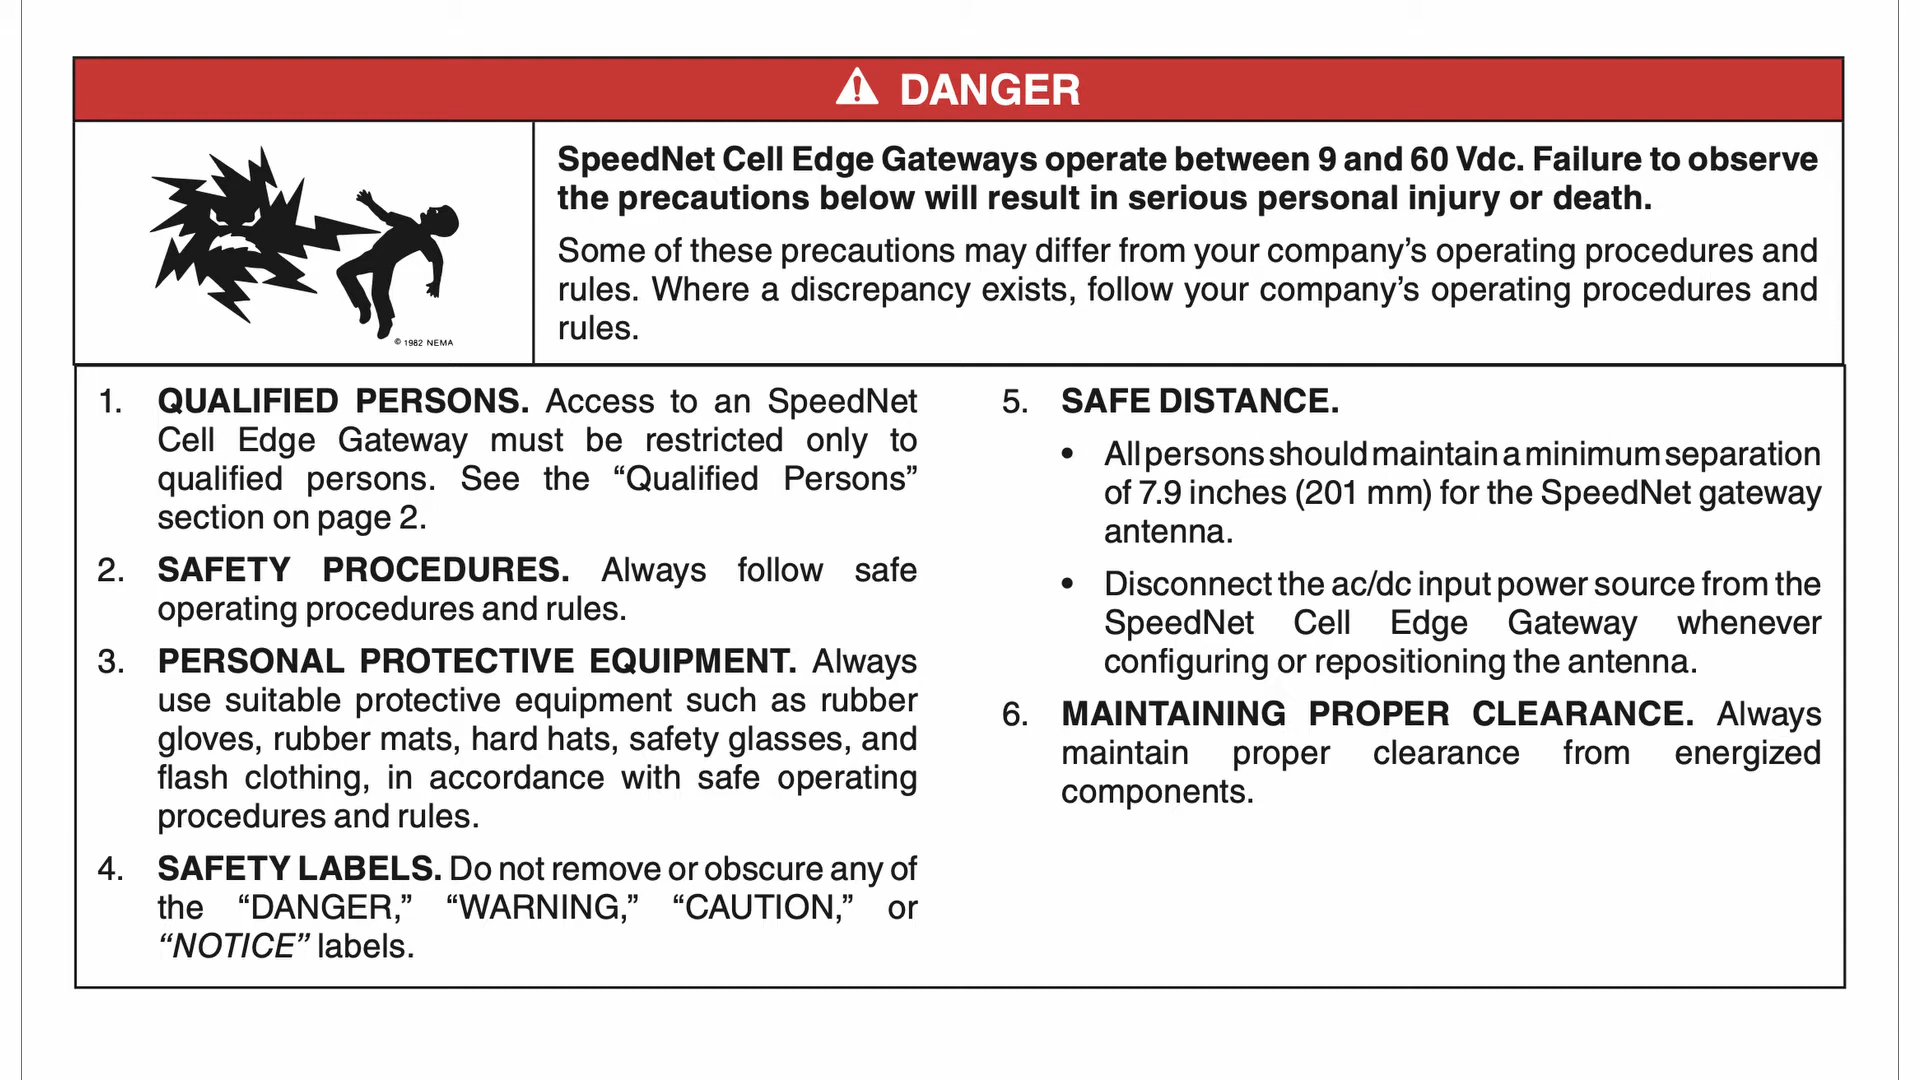 DANGER
SpeedNet Cell Edge Gateways operate between 9 and 60 Vdc. Failure to observe
the precautions below will result in serious personal injury or death.
Some of these precautions may differ from your company’s operating procedures and
rules. Where a discrepancy exists, follow your company’s operating procedures and
rules.
© 1982 NEMA
1. QUALIFIED PERSONS. Access to an SpeedNet
Cell Edge Gateway must be restricted only to
qualified persons. See the “Qualified Persons”
section on page 2.
2. SAFETY PROCEDURES. Always follow safe
operating procedures and rules.
3. PERSONAL PROTECTIVE EQUIPMENT. Always
use suitable protective equipment such as rubber
gloves, rubber mats, hard hats, safety glasses, and
flash clothing, in accordance with safe operating
procedures and rules.
4. SAFETY LABELS. Do not remove or obscure any of
the “DANGER,” “WARNING,” “CAUTION,” or
“NOTICE” labels.
5. SAFE DISTANCE.
• All persons should maintain a minimum separation
of 7.9 inches (201 mm) for the SpeedNet gateway
antenna.
• Disconnect the ac/dc input power source from the
SpeedNet Cell Edge Gateway whenever
configuring or repositioning the antenna.
6. MAINTAINING PROPER CLEARANCE. Always
maintain proper clearance from energized
components.